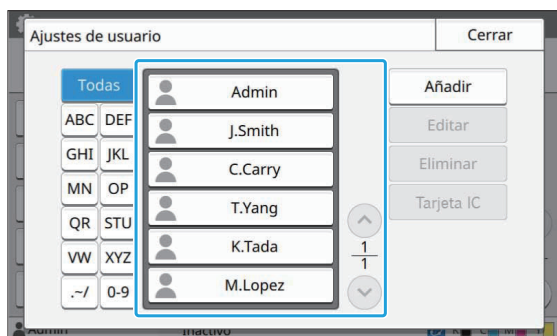 Ajustes de usuario
Cerrar
Todas
ABC DEF
GHI JKL
MN OP
QR STU
VW XYZ
.~/ 0-9
Admin
J.Smith
C.Carry
T.Yang
K.Tada
M.Lopez
1
1
Añadir
Editar
Eliminar
Tarjeta IC
Admin
Inactivo
K C M Y